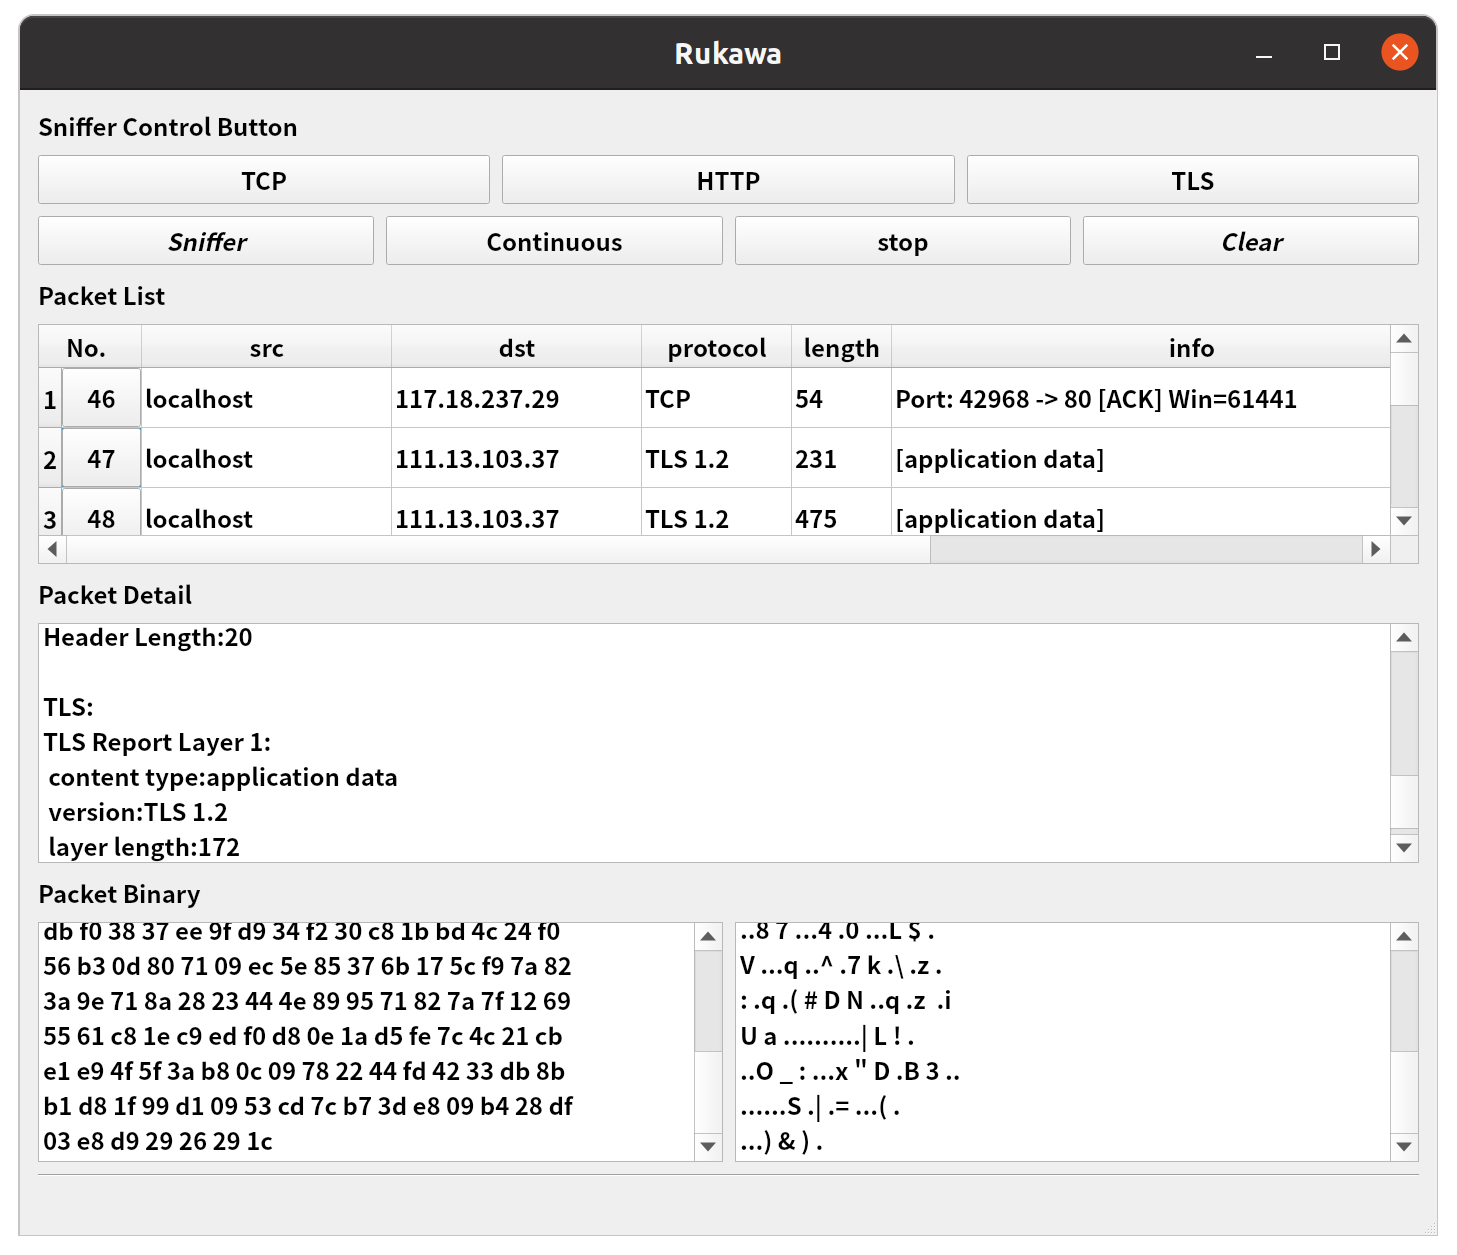 Rukawa
Sniffer Control Button
TCP HTTP TLS
Sniffer Continuous stop Clear
Packet List
No. src dst protocol length info
1 46 localhost 117.18.237.29 TCP 54 Port: 42968 -> 80 [ACK] Win=61441
2 47 localhost 111.13.103.37 TLS 1.2 231 [application data]
3 48 localhost 111.13.103.37 TLS 1.2 475 [application data]
Packet Detail
Header Length:20
TLS:
TLS Report Layer 1:
content type:application data
version:TLS 1.2
layer length:172
Packet Binary
db f0 38 37 ee 9f d9 34 f2 30 c8 1b bd 4c 24 f0
56 b3 0d 80 71 09 ec 5e 85 37 6b 17 5c f9 7a 82
3a 9e 71 8a 28 23 44 4e 89 95 71 82 7a 7f 12 69
55 61 c8 1e c9 ed f0 d8 0e 1a d5 fe 7c 4c 21 cb
e1 e9 4f 5f 3a b8 0c 09 78 22 44 fd 42 33 db 8b
b1 d8 1f 99 d1 09 53 cd 7c b7 3d e8 09 b4 28 df
03 e8 d9 29 26 29 1c
..8 7 ...4 .0 ...L $ .
V ...q ..^ .7 k .\ .z .
: .q .( # D N ..q .z  .i
U a ..........| L ! .
..O _ : ...x " D .B 3 ..
......S .| .= ...( .
...) & ) .